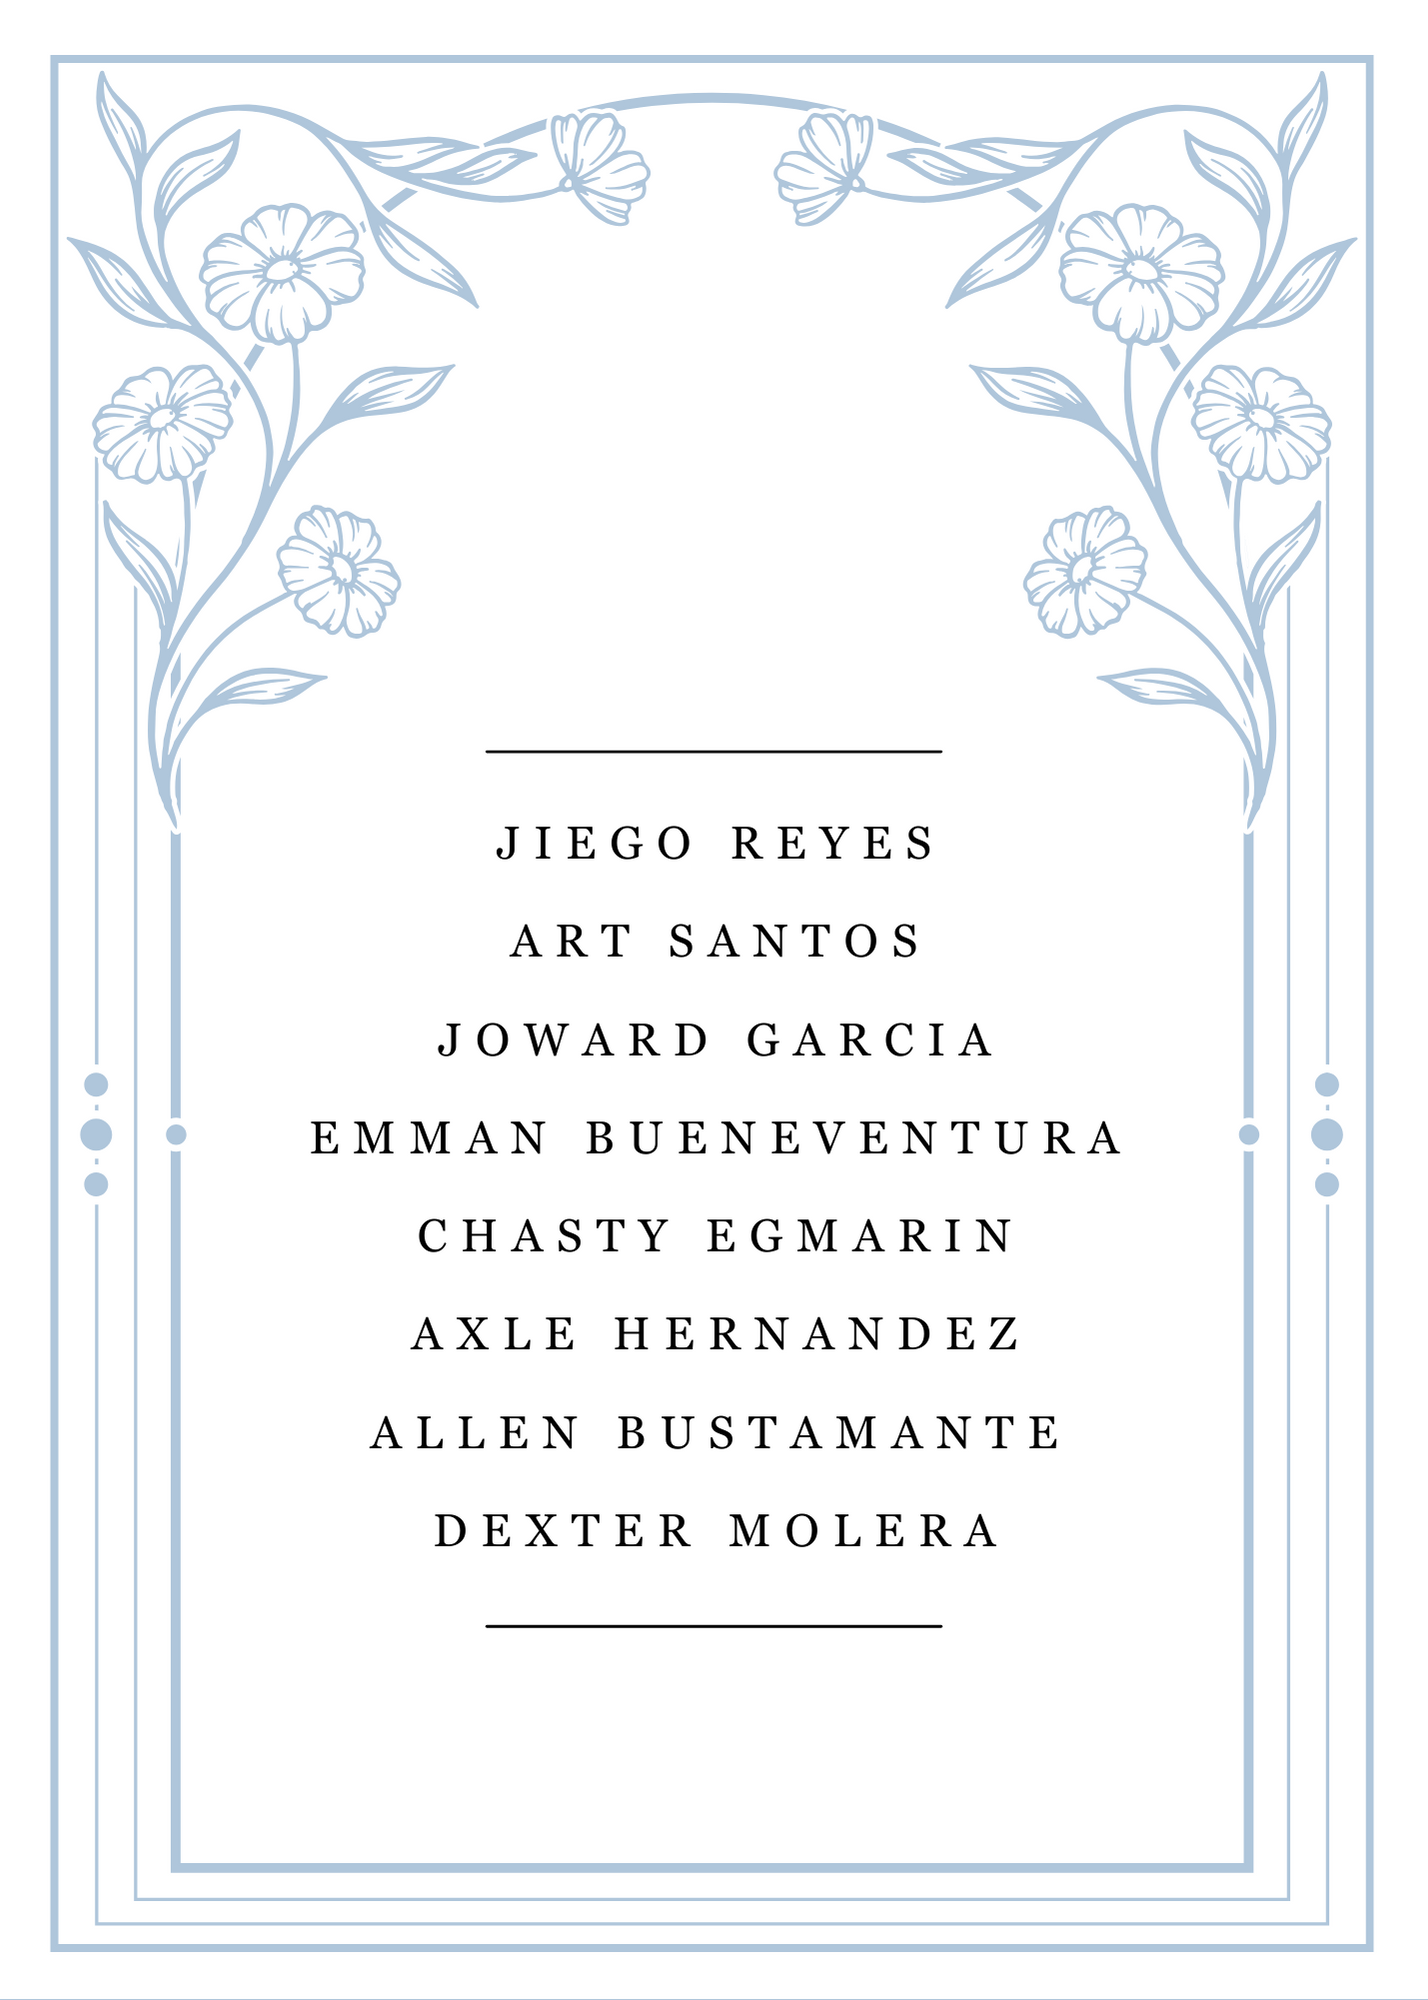 JIEGO REYES
ART SANTOS
JOWARD GARCIA
EMMAN BUENEVENTURA
CHASTY EGMARIN
AXLE HERNANDEZ
ALLEN BUSTAMANTE
DEXTER MOLERA